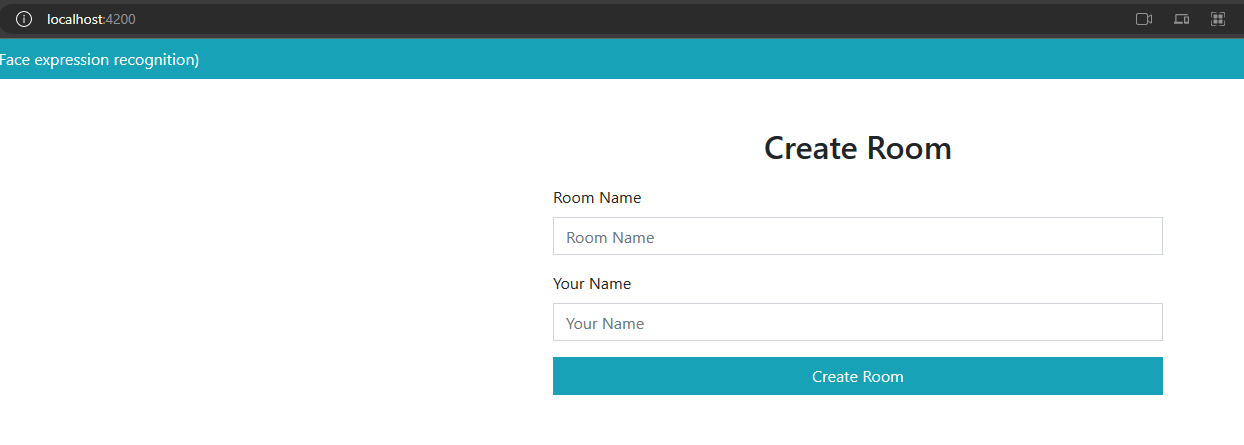 localhost:4200
Face expression recognition)
Create Room
Room Name
Room Name
Your Name
Your Name
Create Room